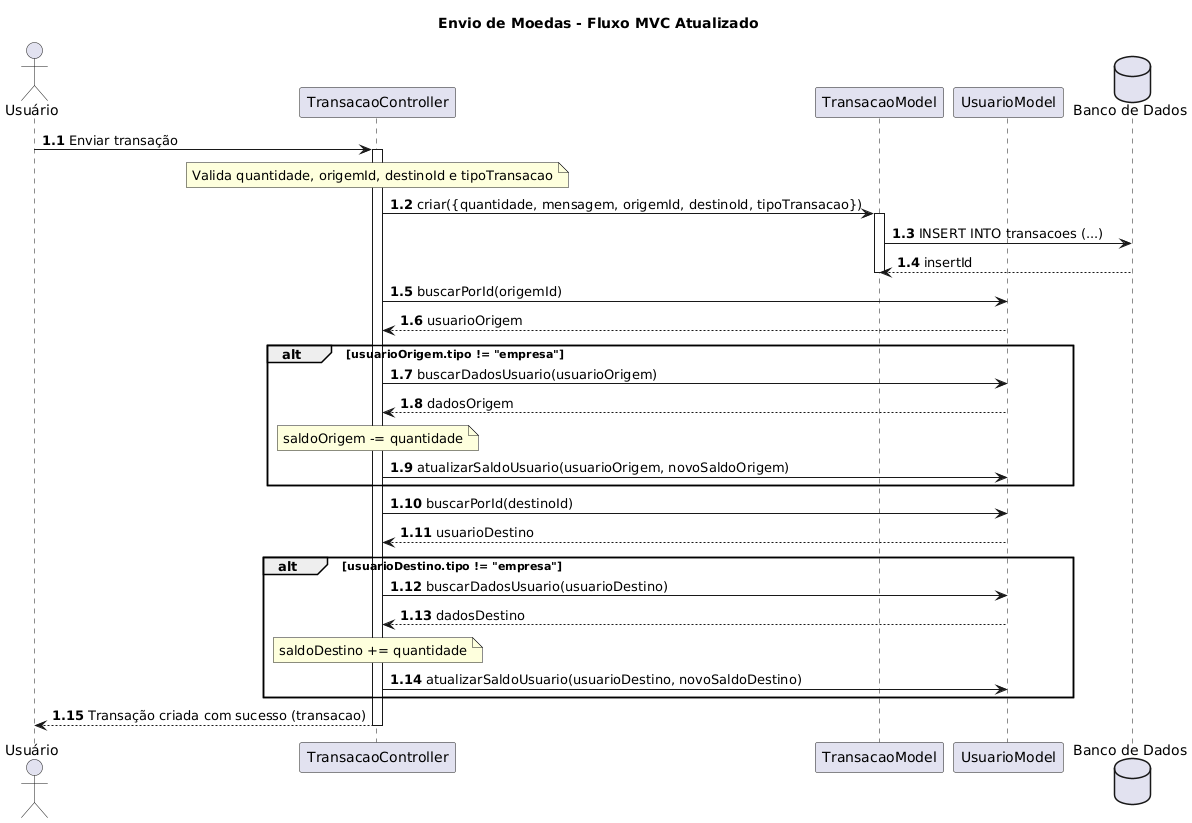 Envio de Moedas - Fluxo MVC Atualizado
Usuário
TransacaoController
TransacaoModel
UsuarioModel
Banco de Dados
1.1 Enviar transação
Valida quantidade, origemId, destinoId e tipoTransacao
1.2 criar({quantidade, mensagem, origemId, destinoId, tipoTransacao})
1.3 INSERT INTO transacoes (...)
1.4 insertId
1.5 buscarPorId(origemId)
1.6 usuarioOrigem
alt [usuarioOrigem.tipo != "empresa"]
1.7 buscarDadosUsuario(usuarioOrigem)
1.8 dadosOrigem
saldoOrigem -= quantidade
1.9 atualizarSaldoUsuario(usuarioOrigem, novoSaldoOrigem)
1.10 buscarPorId(destinoId)
1.11 usuarioDestino
alt [usuarioDestino.tipo != "empresa"]
1.12 buscarDadosUsuario(usuarioDestino)
1.13 dadosDestino
saldoDestino += quantidade
1.14 atualizarSaldoUsuario(usuarioDestino, novoSaldoDestino)
1.15 Transação criada com sucesso (transacao)
Usuário
TransacaoController
TransacaoModel
UsuarioModel
Banco de Dados